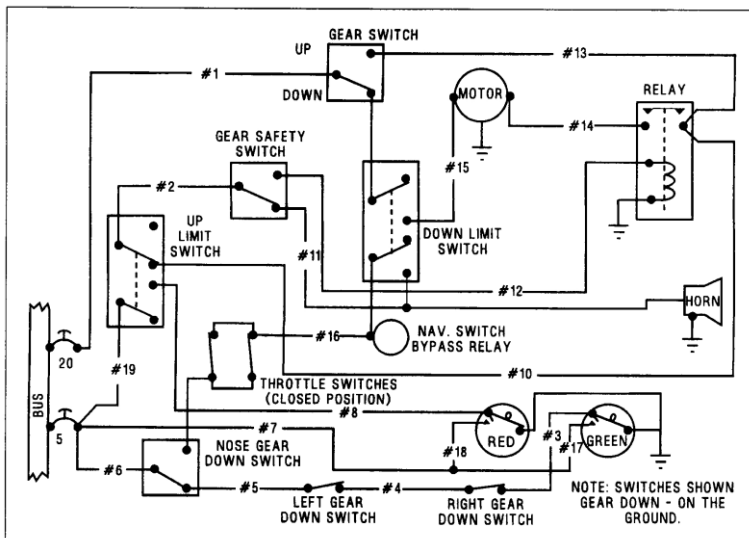 GEAR SWITCH
UP
#13
#1
MOTOR
RELAY
DOWN
#14
GEAR SAFETY
SWITCH
#15
#2
UP
LIMIT
SWITCH
#11
DOWN LIMIT
SWITCH
#12
HORN
#16
NAV. SWITCH
BYPASS RELAY
20
#19
#10
THROTTLE SWITCHES
(CLOSED POSITION)
BUS
5
#8
#7
#3
RED
GREEN
#18
#17
NOSE GEAR
DOWN SWITCH
#6
#5
LEFT GEAR
DOWN SWITCH
#4
RIGHT GEAR
DOWN SWITCH
NOTE: SWITCHES SHOWN
GEAR DOWN - ON THE
GROUND.